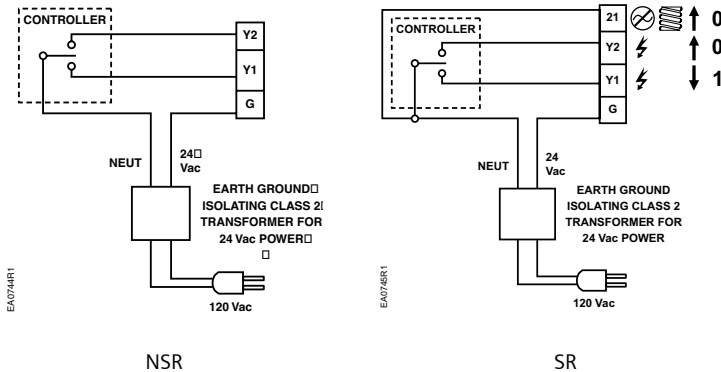 CONTROLLER
Y2
Y1
G
NEUT
24□
Vac
EARTH GROUND□
ISOLATING CLASS 2□
TRANSFORMER FOR
24 Vac POWER□
□
120 Vac
EA0744R1
NSR
CONTROLLER
21
0
Y2
0
Y1
1
G
NEUT
24
Vac
EARTH GROUND
ISOLATING CLASS 2
TRANSFORMER FOR
24 Vac POWER
120 Vac
EA0745R1
SR